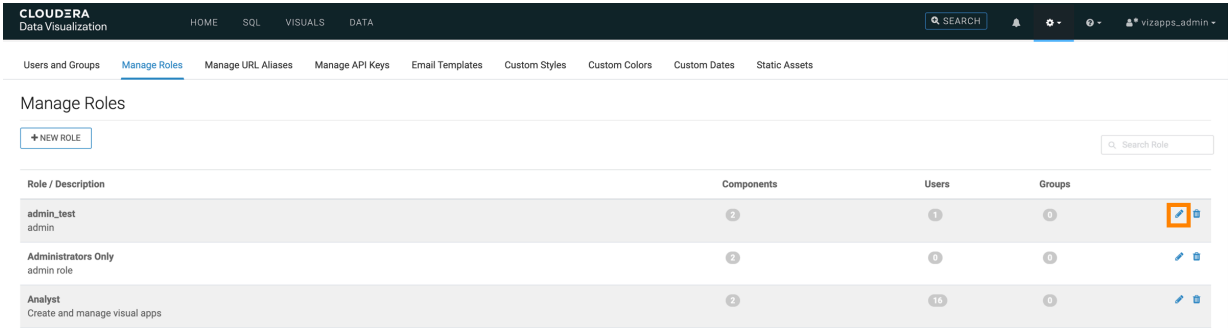 CLOUDERA
Data Visualization
HOME SQL VISUALS DATA
SEARCH
vizapps_admin
Users and Groups Manage Roles Manage URL Aliases Manage API Keys Email Templates Custom Styles Custom Colors Custom Dates Static Assets
Manage Roles
+ NEW ROLE
Search Role
Role / Description Components Users Groups
admin_test 2 1 0
admin
Administrators Only 2 0 0
admin role
Analyst 2 16 0
Create and manage visual apps